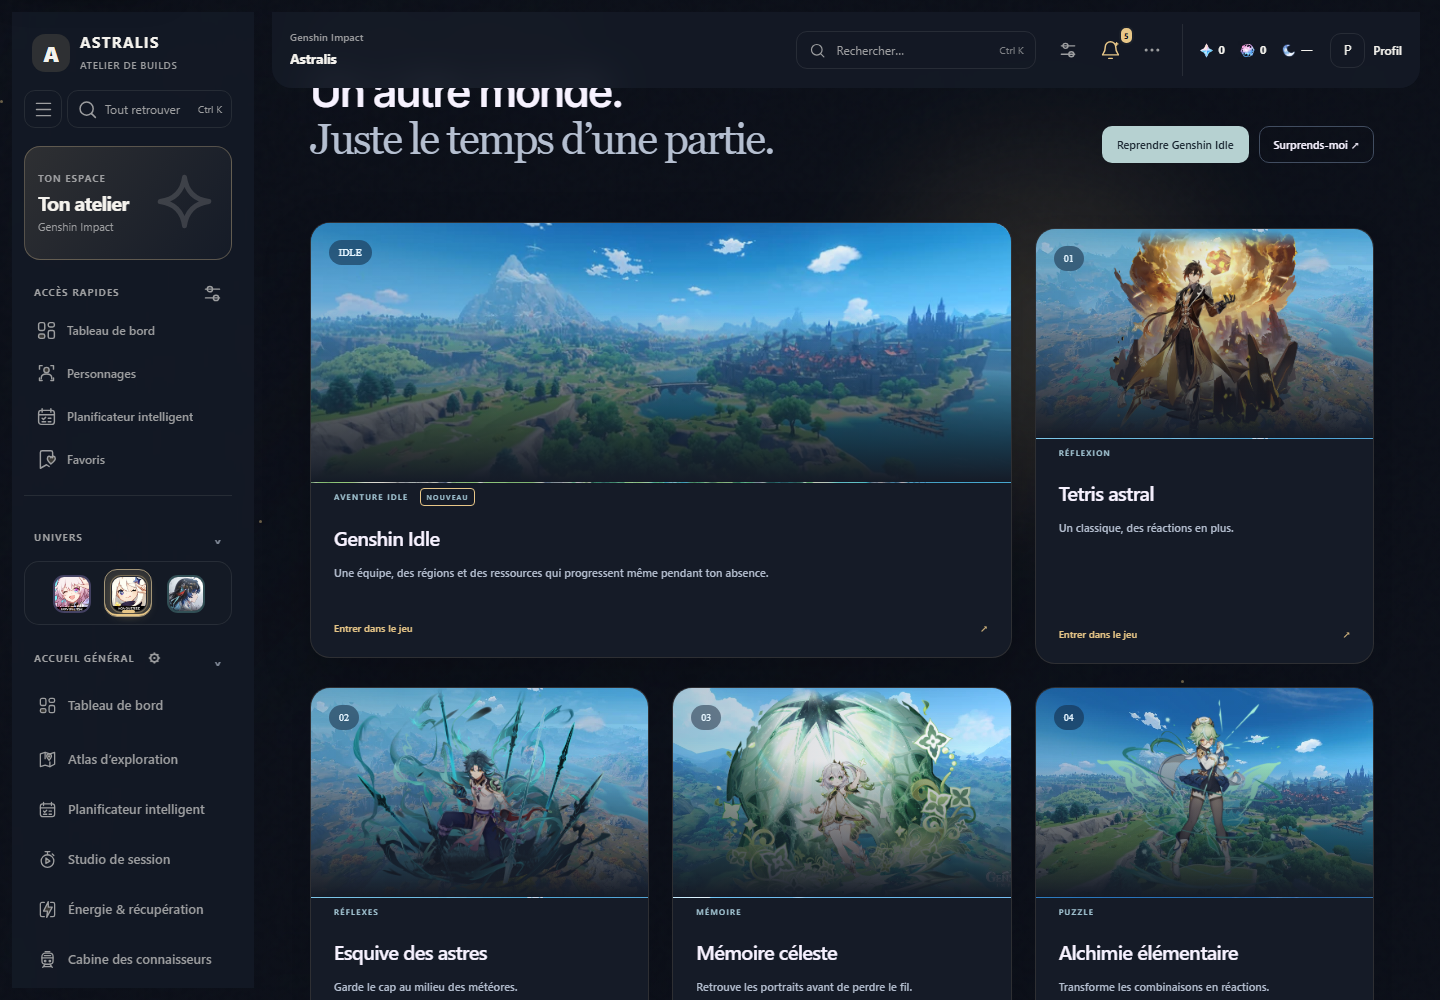 ASTRALIS
ATELIER DE BUILDS
Tout retrouver
Ctrl K
TON ESPACE
Ton atelier
Genshin Impact
ACCÈS RAPIDES
Tableau de bord
Personnages
Planificateur intelligent
Favoris
UNIVERS
ACCUEIL GÉNÉRAL
Tableau de bord
Atlas d'exploration
Planificateur intelligent
Studio de session
Énergie & récupération
Cabine des connaisseurs
Genshin Impact
Astralis
Rechercher...
Ctrl K
5
0
0
—
P
Profil
Un autre monde.
Juste le temps d’une partie.
Reprendre Genshin Idle
Surprends-moi ↗
IDLE
AVENTURE IDLE
NOUVEAU
Genshin Idle
Une équipe, des régions et des ressources qui progressent même pendant ton absence.
Entrer dans le jeu ↗
01
RÉFLEXION
Tetris astral
Un classique, des réactions en plus.
Entrer dans le jeu ↗
02
RÉFLEXES
Esquive des astres
Garde le cap au milieu des météores.
03
MÉMOIRE
Mémoire céleste
Retrouve les portraits avant de perdre le fil.
04
PUZZLE
Alchimie élémentaire
Transforme les combinaisons en réactions.